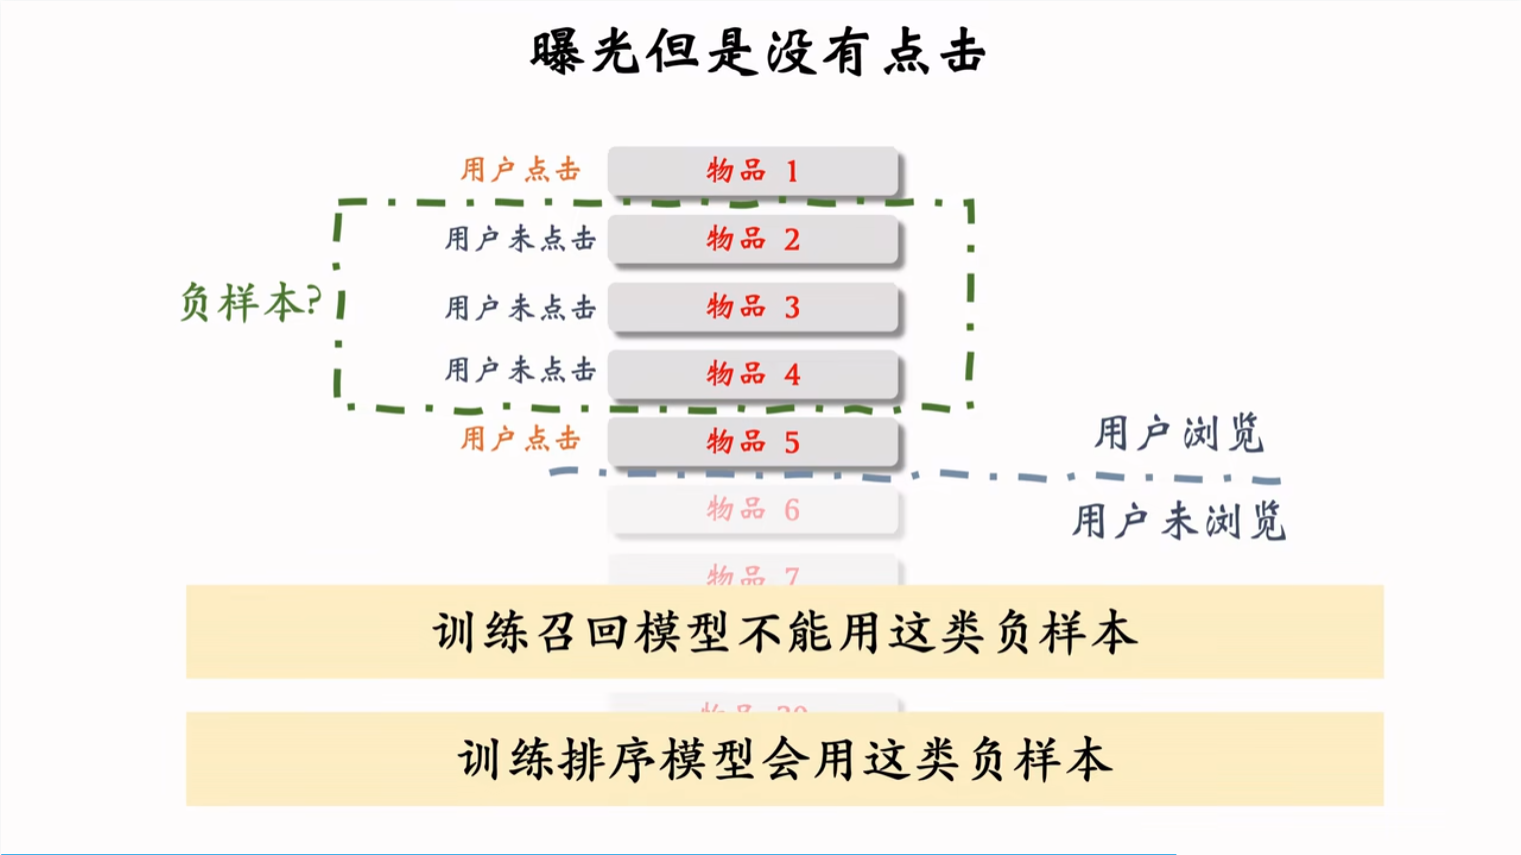 曝光但是没有点击
用户点击 物品 1
用户未点击 物品 2
负样本?
用户未点击 物品 3
用户未点击 物品 4
用户点击 物品 5
用户浏览
物品 6
用户未浏览
物品 7
训练召回模型不能用这类负样本
训练排序模型会用这类负样本